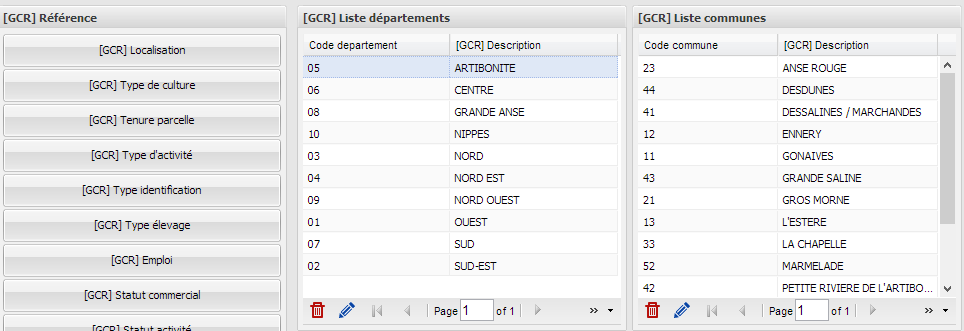 [GCR] Référence
[GCR] Localisation
[GCR] Type de culture
[GCR] Tenure parcelle
[GCR] Type d'activité
[GCR] Type identification
[GCR] Type élevage
[GCR] Emploi
[GCR] Statut commercial
[GCR] Statut activité
[GCR] Liste départements
Code departement [GCR] Description
05 ARTIBONITE
06 CENTRE
08 GRANDE ANSE
10 NIPPES
03 NORD
04 NORD EST
09 NORD OUEST
01 OUEST
07 SUD
02 SUD-EST
Page 1 of 1 »
[GCR] Liste communes
Code commune [GCR] Description
23 ANSE ROUGE
44 DESDUNES
41 DESSALINES / MARCHANDES
12 ENNERY
11 GONAIVES
43 GRANDE SALINE
21 GROS MORNE
13 L'ESTERE
33 LA CHAPELLE
52 MARMELADE
42 PETITE RIVIERE DE L'ARTIBO...
Page 1 of 1 »